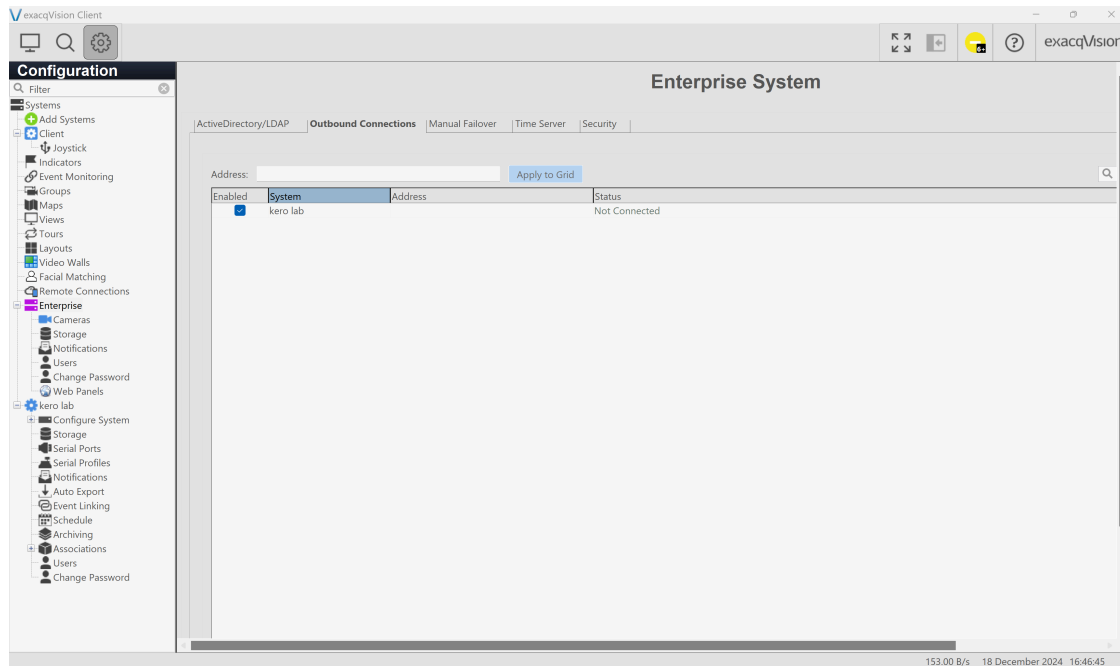 exacqVision Client
6+
?
exacqVision
Configuration
Filter
Systems
Add Systems
Client
Joystick
Indicators
Event Monitoring
Groups
Maps
Views
Tours
Layouts
Video Walls
Facial Matching
Remote Connections
Enterprise
Cameras
Storage
Notifications
Users
Change Password
Web Panels
kero lab
Configure System
Storage
Serial Ports
Serial Profiles
Notifications
Auto Export
Event Linking
Schedule
Archiving
Associations
Users
Change Password
Enterprise System
ActiveDirectory/LDAP Outbound Connections Manual Failover Time Server Security
Address: Apply to Grid
Enabled System Address Status
kero lab Not Connected
153.00 B/s 18 December 2024 16:46:45